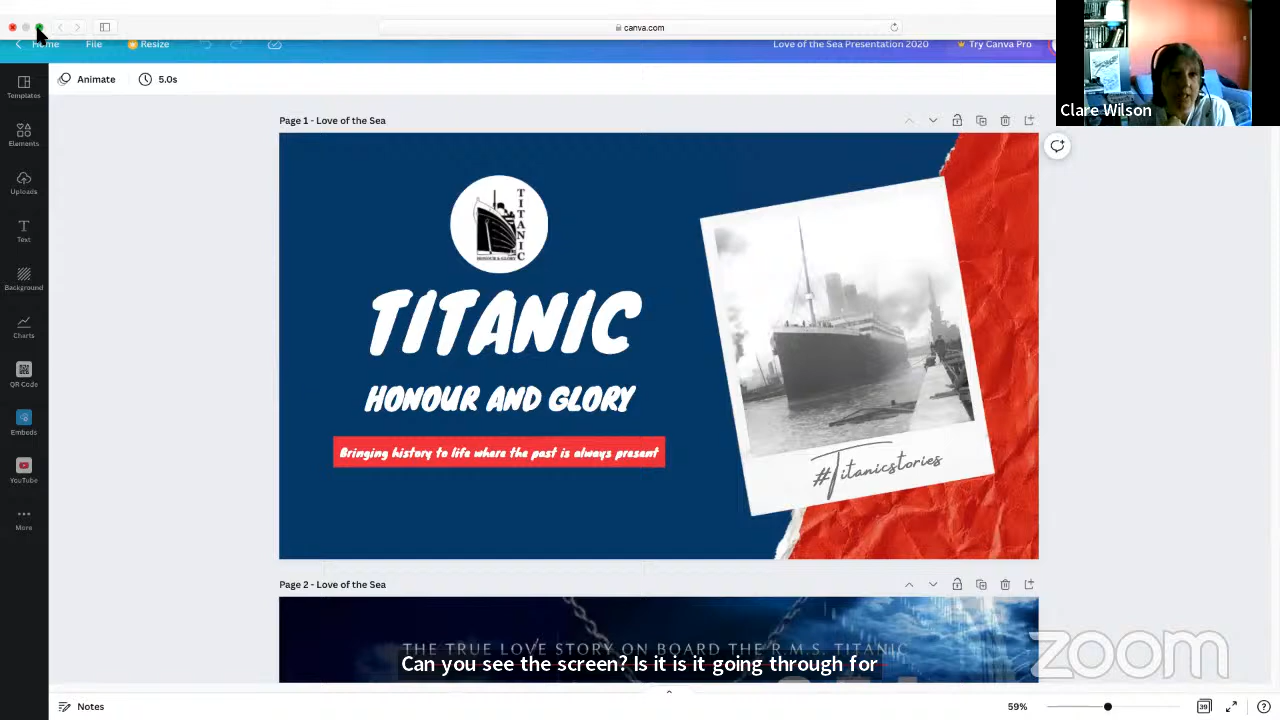 canva.com
Home
File
Resize
Love of the Sea Presentation 2020
Try Canva Pro
Clare Wilson
Animate
5.0s
Templates
Elements
Uploads
Text
Background
Charts
QR Code
Embeds
YouTube
More
Page 1 - Love of the Sea
TITANIC
HONOUR & GLORY
TITANIC
HONOUR AND GLORY
Bringing history to life where the past is always present
#Titanicstories
Page 2 - Love of the Sea
THE TRUE LOVE STORY ON BOARD THE R.M.S. TITANIC
Can you see the screen? Is it is it going through for
zoom
Notes
59%
39